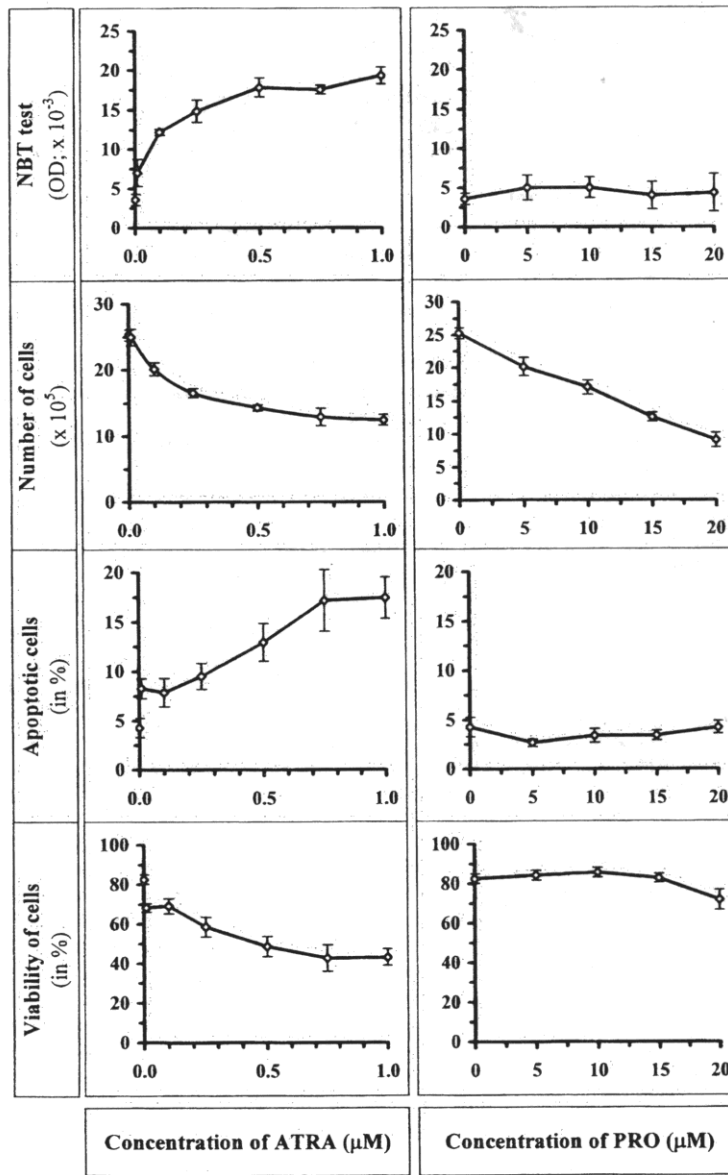 NBT test
(OD; x 10⁻³)
25
20
15
10
5
0
0.0 0.5 1.0
25
20
15
10
5
0
0 5 10 15 20
Number of cells
(x 10⁵)
30
20
10
0
0.0 0.5 1.0
30
25
20
15
10
5
0
0 5 10 15 20
Apoptotic cells
(in %)
20
15
10
5
0
0.0 0.5 1.0
20
15
10
5
0
0 5 10 15 20
Viability of cells
(in %)
100
80
60
40
20
0
0.0 0.5 1.0
100
80
60
40
20
0
0 5 10 15 20
Concentration of ATRA (μM)
Concentration of PRO (μM)